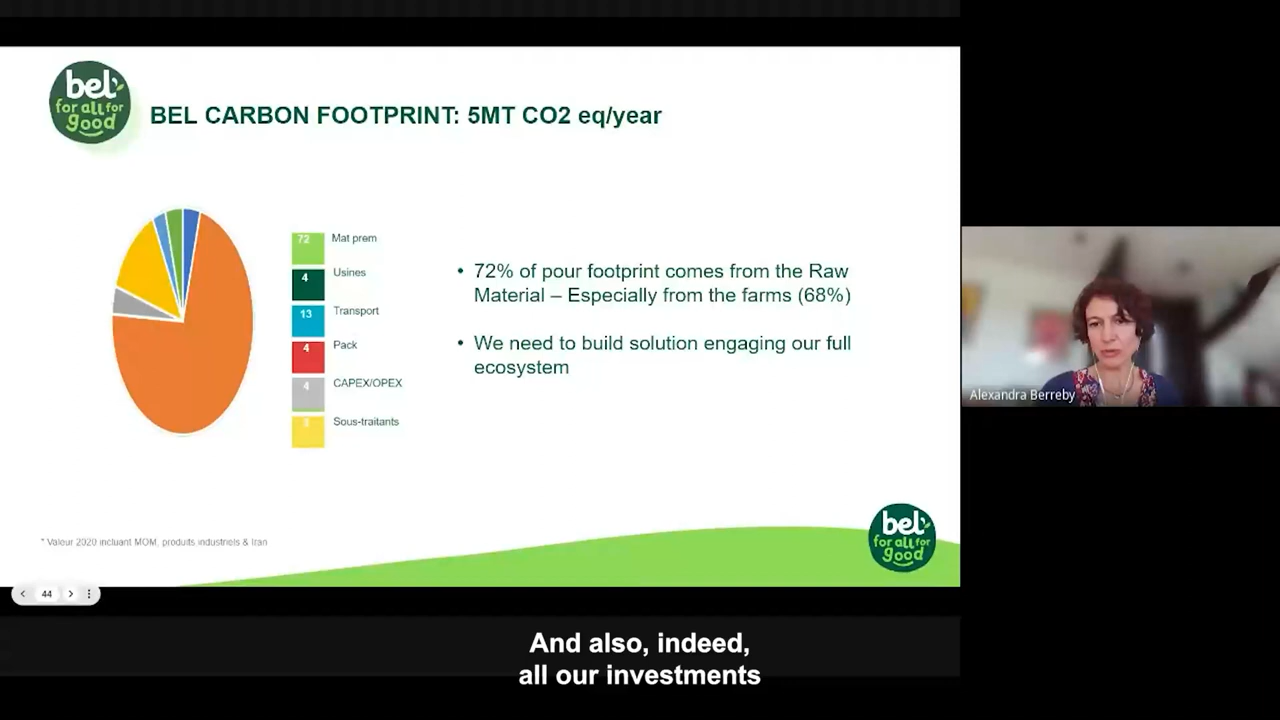 bel
for all for
good
BEL CARBON FOOTPRINT: 5MT CO2 eq/year
72 Mat prem
4 Usines
13 Transport
4 Pack
4 CAPEX/OPEX
Sous-traitants
• 72% of pour footprint comes from the Raw
Material – Especially from the farms (68%)
• We need to build solution engaging our full
ecosystem
Alexandra Berreby
bel
for all for
good
* Valeur 2020 incluant MOM, produits industriels & Iran
44
And also, indeed,
all our investments